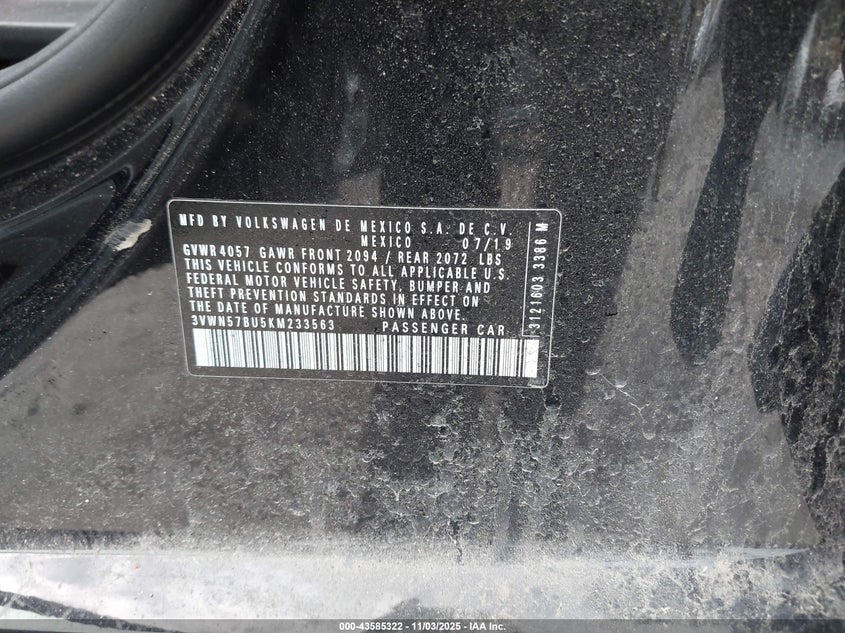 MFD BY VOLKSWAGEN DE MEXICO S.A. DE C.V.
MEXICO 07/19
GVWR 4057 GAWR FRONT 2094 / REAR 2072 LBS
THIS VEHICLE CONFORMS TO ALL APPLICABLE U.S.
FEDERAL MOTOR VEHICLE SAFETY, BUMPER AND
THEFT PREVENTION STANDARDS IN EFFECT ON
THE DATE OF MANUFACTURE SHOWN ABOVE.
3VWN57BU5KM233563 PASSENGER CAR
3121603 3386 M
000-43585322 - 11/03/2025 - IAA Inc.